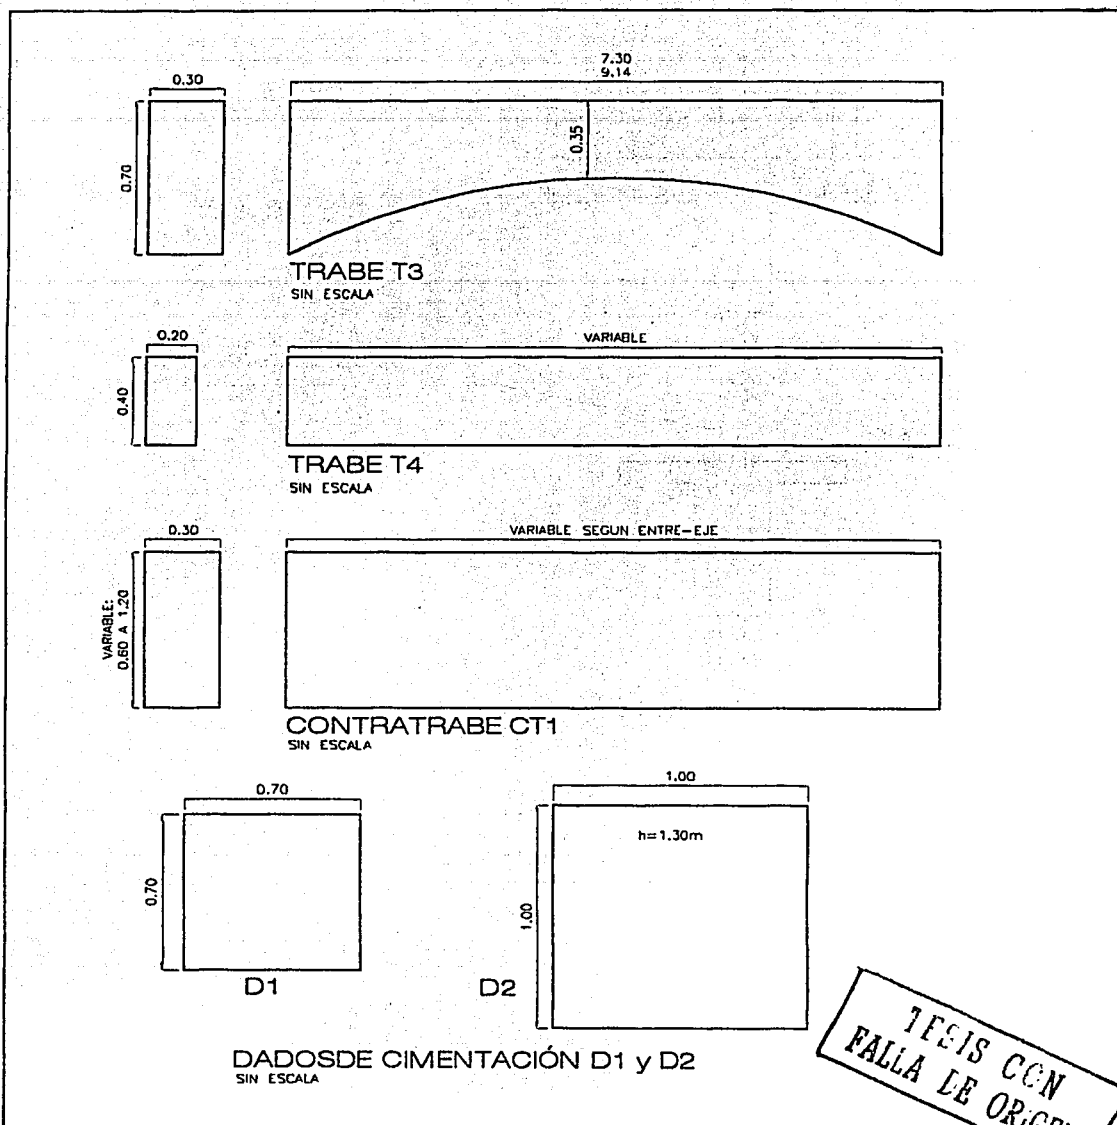 7.30
9.14
0.30
0.70
0.35
TRABE T3
SIN ESCALA
0.20
VARIABLE
0.40
TRABE T4
SIN ESCALA
0.30
VARIABLE SEGUN ENTRE-EJE
VARIABLE:
0.60 A 1.20
CONTRATRABE CT1
SIN ESCALA
0.70
1.00
h=1.30m
0.70
1.00
D1
D2
DADOSDE CIMENTACIÓN D1 y D2
SIN ESCALA
TESIS CON
FALLA DE